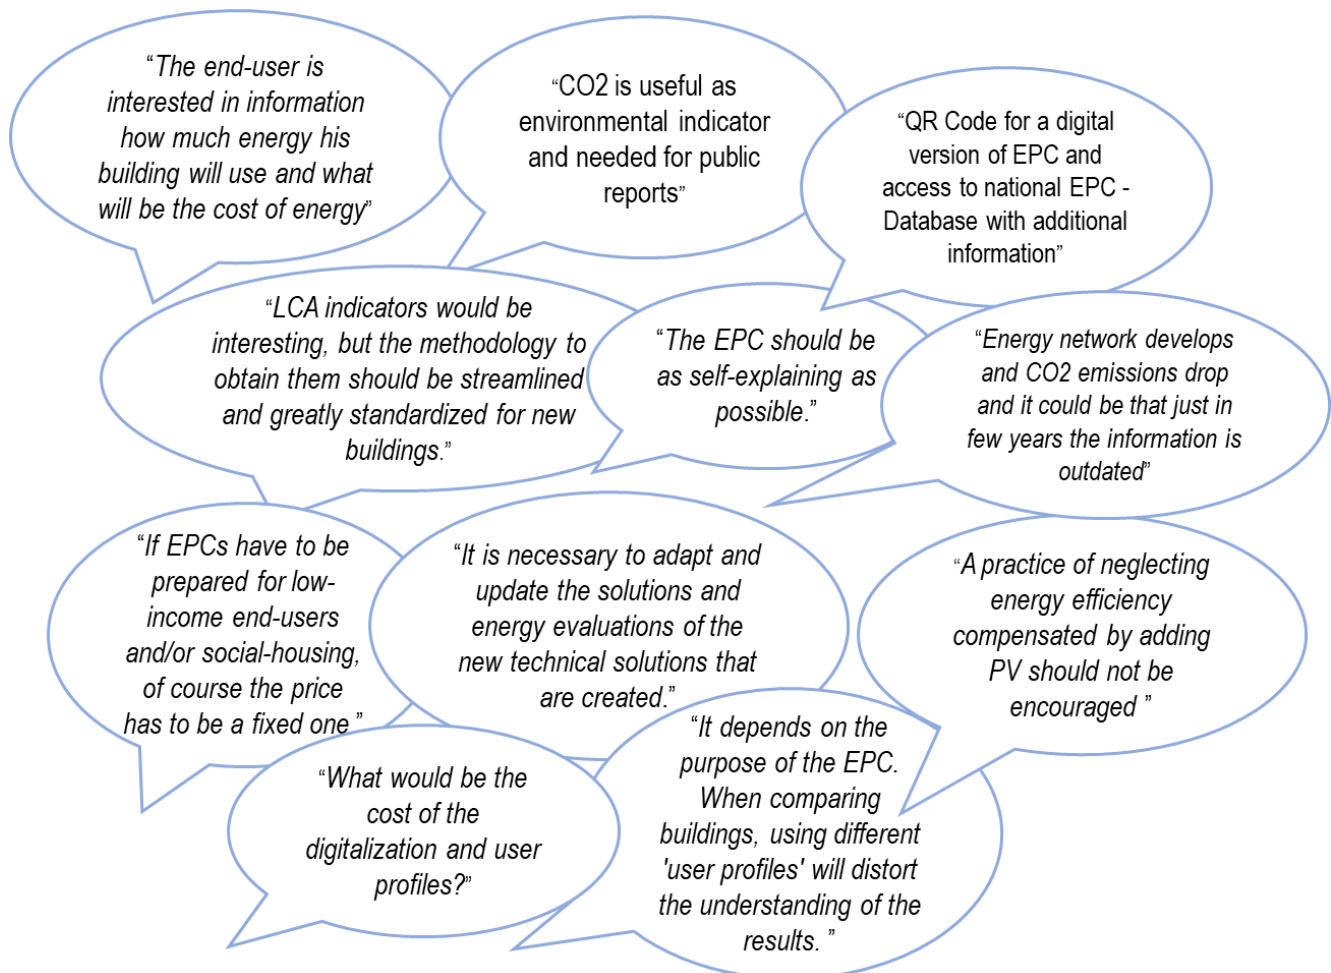 “The end-user is
interested in information
how much energy his
building will use and what
will be the cost of energy”
“CO2 is useful as
environmental indicator
and needed for public
reports”
“QR Code for a digital
version of EPC and
access to national EPC -
Database with additional
information”
“LCA indicators would be
interesting, but the methodology to
obtain them should be streamlined
and greatly standardized for new
buildings.”
“The EPC should be
as self-explaining as
possible.”
“Energy network develops
and CO2 emissions drop
and it could be that just in
few years the information is
outdated”
“If EPCs have to be
prepared for low-
income end-users
and/or social-housing,
of course the price
has to be a fixed one”
“It is necessary to adapt and
update the solutions and
energy evaluations of the
new technical solutions that
are created.”
“A practice of neglecting
energy efficiency
compensated by adding
PV should not be
encouraged ”
“What would be the
cost of the
digitalization and user
profiles?”
“It depends on the
purpose of the EPC.
When comparing
buildings, using different
'user profiles' will distort
the understanding of the
results. ”